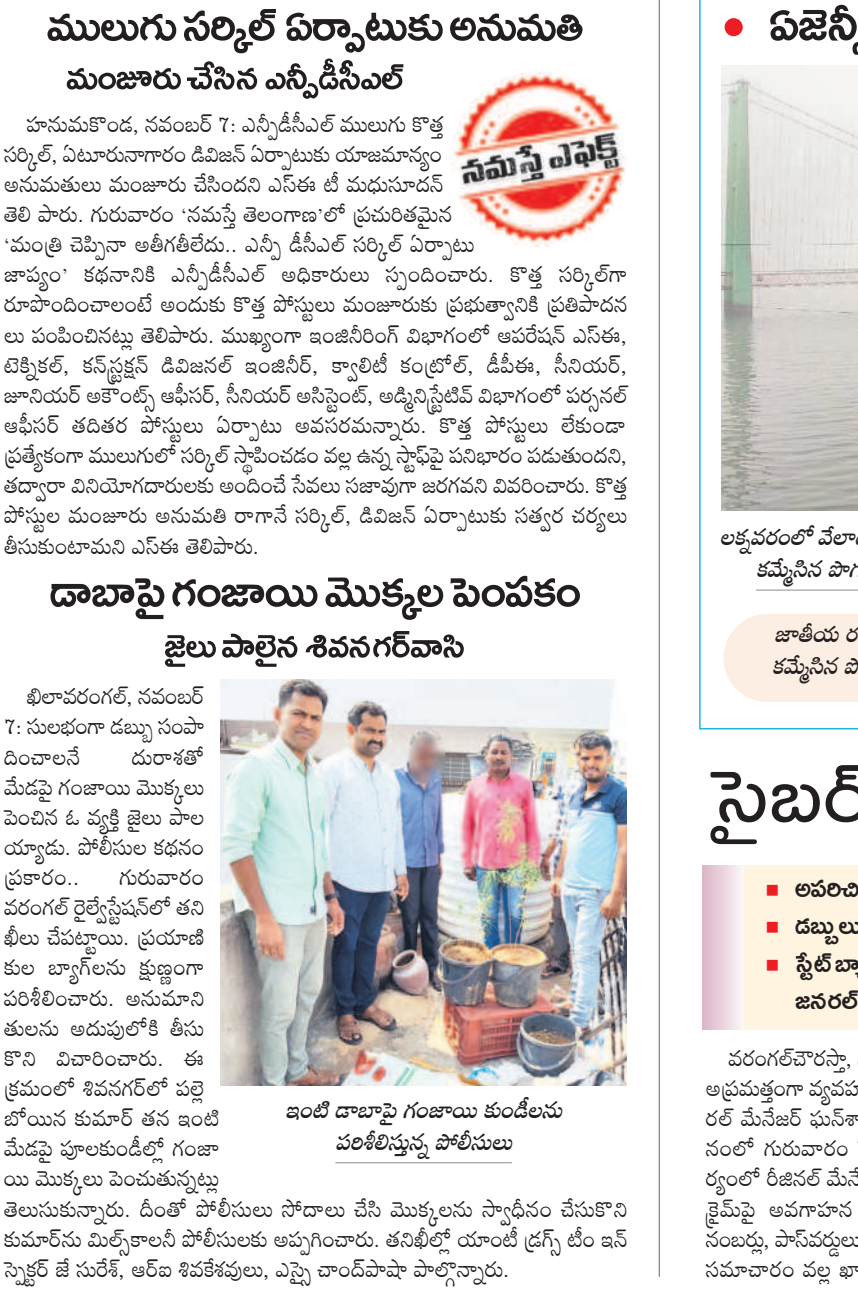 ములుగు సర్కిల్ ఏర్పాటుకు అనుమతి
మంజూరు చేసిన ఎన్పీడీసీఎల్
నమస్తే ఎఫెక్ట్
హనుమకొండ, నవంబర్ 7: ఎన్పీడీసీఎల్ ములుగు కొత్త
సర్కిల్, ఏటూరునాగారం డివిజన్ ఏర్పాటుకు యాజమాన్యం
అనుమతులు మంజూరు చేసిందని ఎస్ఈ టీ మధుసూదన్
తెలి పారు. గురువారం ‘నమస్తే తెలంగాణ’లో ప్రచురితమైన
‘మంత్రి చెప్పినా అతీగతీలేదు.. ఎన్పీ డీసీఎల్ సర్కిల్ ఏర్పాటు
జాప్యం’ కథనానికి ఎన్పీడీసీఎల్ అధికారులు స్పందించారు. కొత్త సర్కిల్‌గా
రూపొందించాలంటే అందుకు కొత్త పోస్టులు మంజూరుకు ప్రభుత్వానికి ప్రతిపాదన
లు పంపించినట్లు తెలిపారు. ముఖ్యంగా ఇంజినీరింగ్ విభాగంలో ఆపరేషన్ ఎస్ఈ,
టెక్నికల్, కన్‌స్ట్రక్షన్ డివిజనల్ ఇంజినీర్, క్వాలిటీ కంట్రోల్, డీపీఈ, సీనియర్,
జూనియర్ అకౌంట్స్ ఆఫీసర్, సీనియర్ అసిస్టెంట్, అడ్మినిస్ట్రేటివ్ విభాగంలో పర్సనల్
ఆఫీసర్ తదితర పోస్టులు ఏర్పాటు అవసరమన్నారు. కొత్త పోస్టులు లేకుండా
ప్రత్యేకంగా ములుగులో సర్కిల్ స్థాపించడం వల్ల ఉన్న స్టాఫ్‌పై పనిభారం పడుతుందని,
తద్వారా వినియోగదారులకు అందించే సేవలు సజావుగా జరగవని వివరించారు. కొత్త
పోస్టుల మంజూరు అనుమతి రాగానే సర్కిల్, డివిజన్ ఏర్పాటుకు సత్వర చర్యలు
తీసుకుంటామని ఎస్ఈ తెలిపారు.
డాబాపై గంజాయి మొక్కల పెంపకం
జైలు పాలైన శివనగర్‌వాసి
ఖిలావరంగల్, నవంబర్
7: సులభంగా డబ్బు సంపా
దించాలనే దురాశతో
మేడపై గంజాయి మొక్కలు
పెంచిన ఓ వ్యక్తి జైలు పాల
య్యాడు. పోలీసుల కథనం
ప్రకారం.. గురువారం
వరంగల్ రైల్వేస్టేషన్‌లో తని
ఖీలు చేపట్టాయి. ప్రయాణి
కుల బ్యాగ్‌లను క్షుణ్ణంగా
పరిశీలించారు. అనుమాని
తులను అదుపులోకి తీసు
కొని విచారించారు. ఈ
క్రమంలో శివనగర్‌లో పల్లె
బోయిన కుమార్ తన ఇంటి
మేడపై పూలకుండీల్లో గంజా
యి మొక్కలు పెంచుతున్నట్లు
తెలుసుకున్నారు. దీంతో పోలీసులు సోదాలు చేసి మొక్కలను స్వాధీనం చేసుకొని
కుమార్‌ను మిల్స్‌కాలనీ పోలీసులకు అప్పగించారు. తనిఖీల్లో యాంటీ డ్రగ్స్ టీం ఇన్
స్పెక్టర్ జే సురేశ్, ఆర్ఐ శివకేశవులు, ఎస్సై చాంద్‌పాషా పాల్గొన్నారు.
ఇంటి డాబాపై గంజాయి కుండీలను
పరిశీలిస్తున్న పోలీసులు
• ఏజెన్సీ
లక్నవరంలో
కమ్మేసిన
జాతీయ
కమ్మేసిన
సైబర్
అపరిచి
డబ్బులు
స్టేట్
జనరల్
వరంగల్‌చౌరస్తా,
అప్రమత్తంగా
రల్ మేనేజర్
నంలో గురువారం
ర్యంలో రీజినల్
క్రైమ్‌పై అవగాహన
నంబర్లు, పాస్‌వర్డులు
సమాచారం వల్ల